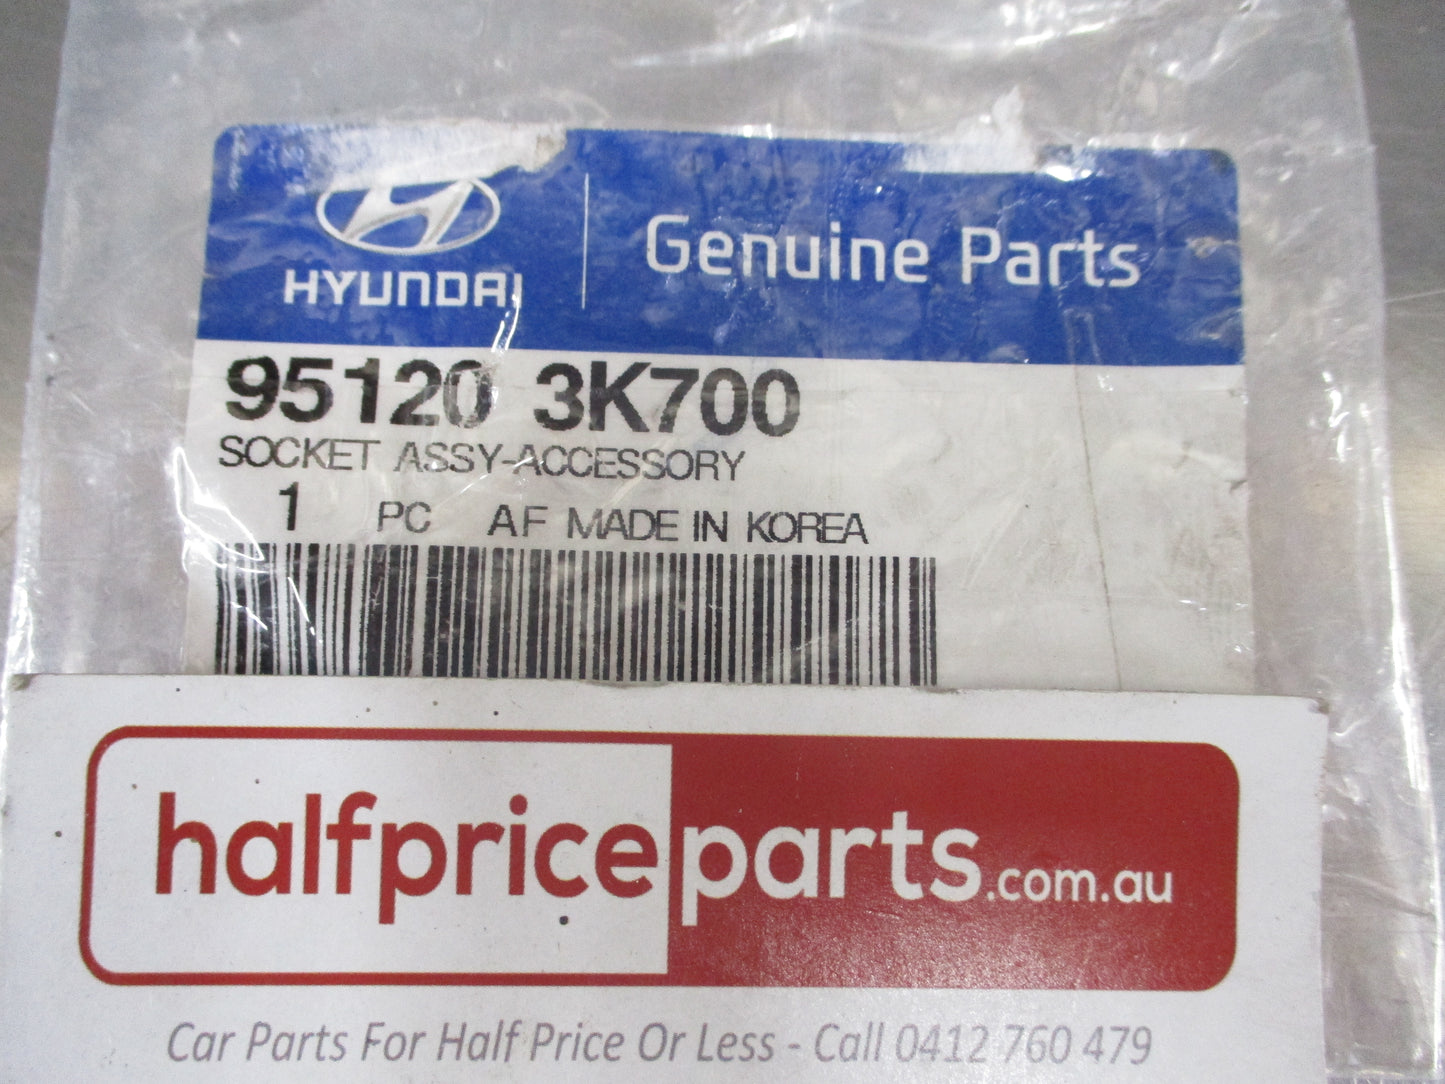 HYUNDAI
Genuine Parts
95120 3K700
SOCKET ASSY-ACCESSORY
1 PC AF MADE IN KOREA
halfpriceparts.com.au
Car Parts For Half Price Or Less - Call 0412 760 479